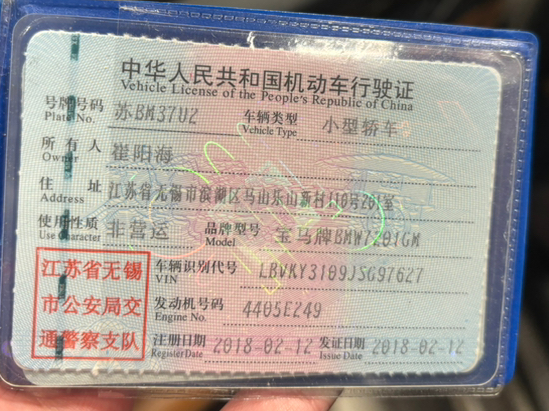 中华人民共和国机动车行驶证
Vehicle License of the People's Republic of China
号牌号码 Plate No. 苏BM37U2 车辆类型 Vehicle Type 小型轿车
所有人 Owner 崔阳海
住址 Address 江苏省无锡市滨湖区马山乐山新村110号201室
使用性质 Use Character 非营运 品牌型号 Model 宝马牌BMW7201GM
江苏省无锡
市公安局交
通警察支队
车辆识别代号 VIN LBVKY3109JSG97627
发动机号码 Engine No. 4405E249
注册日期 Register Date 2018-02-12 发证日期 Issue Date 2018-02-12